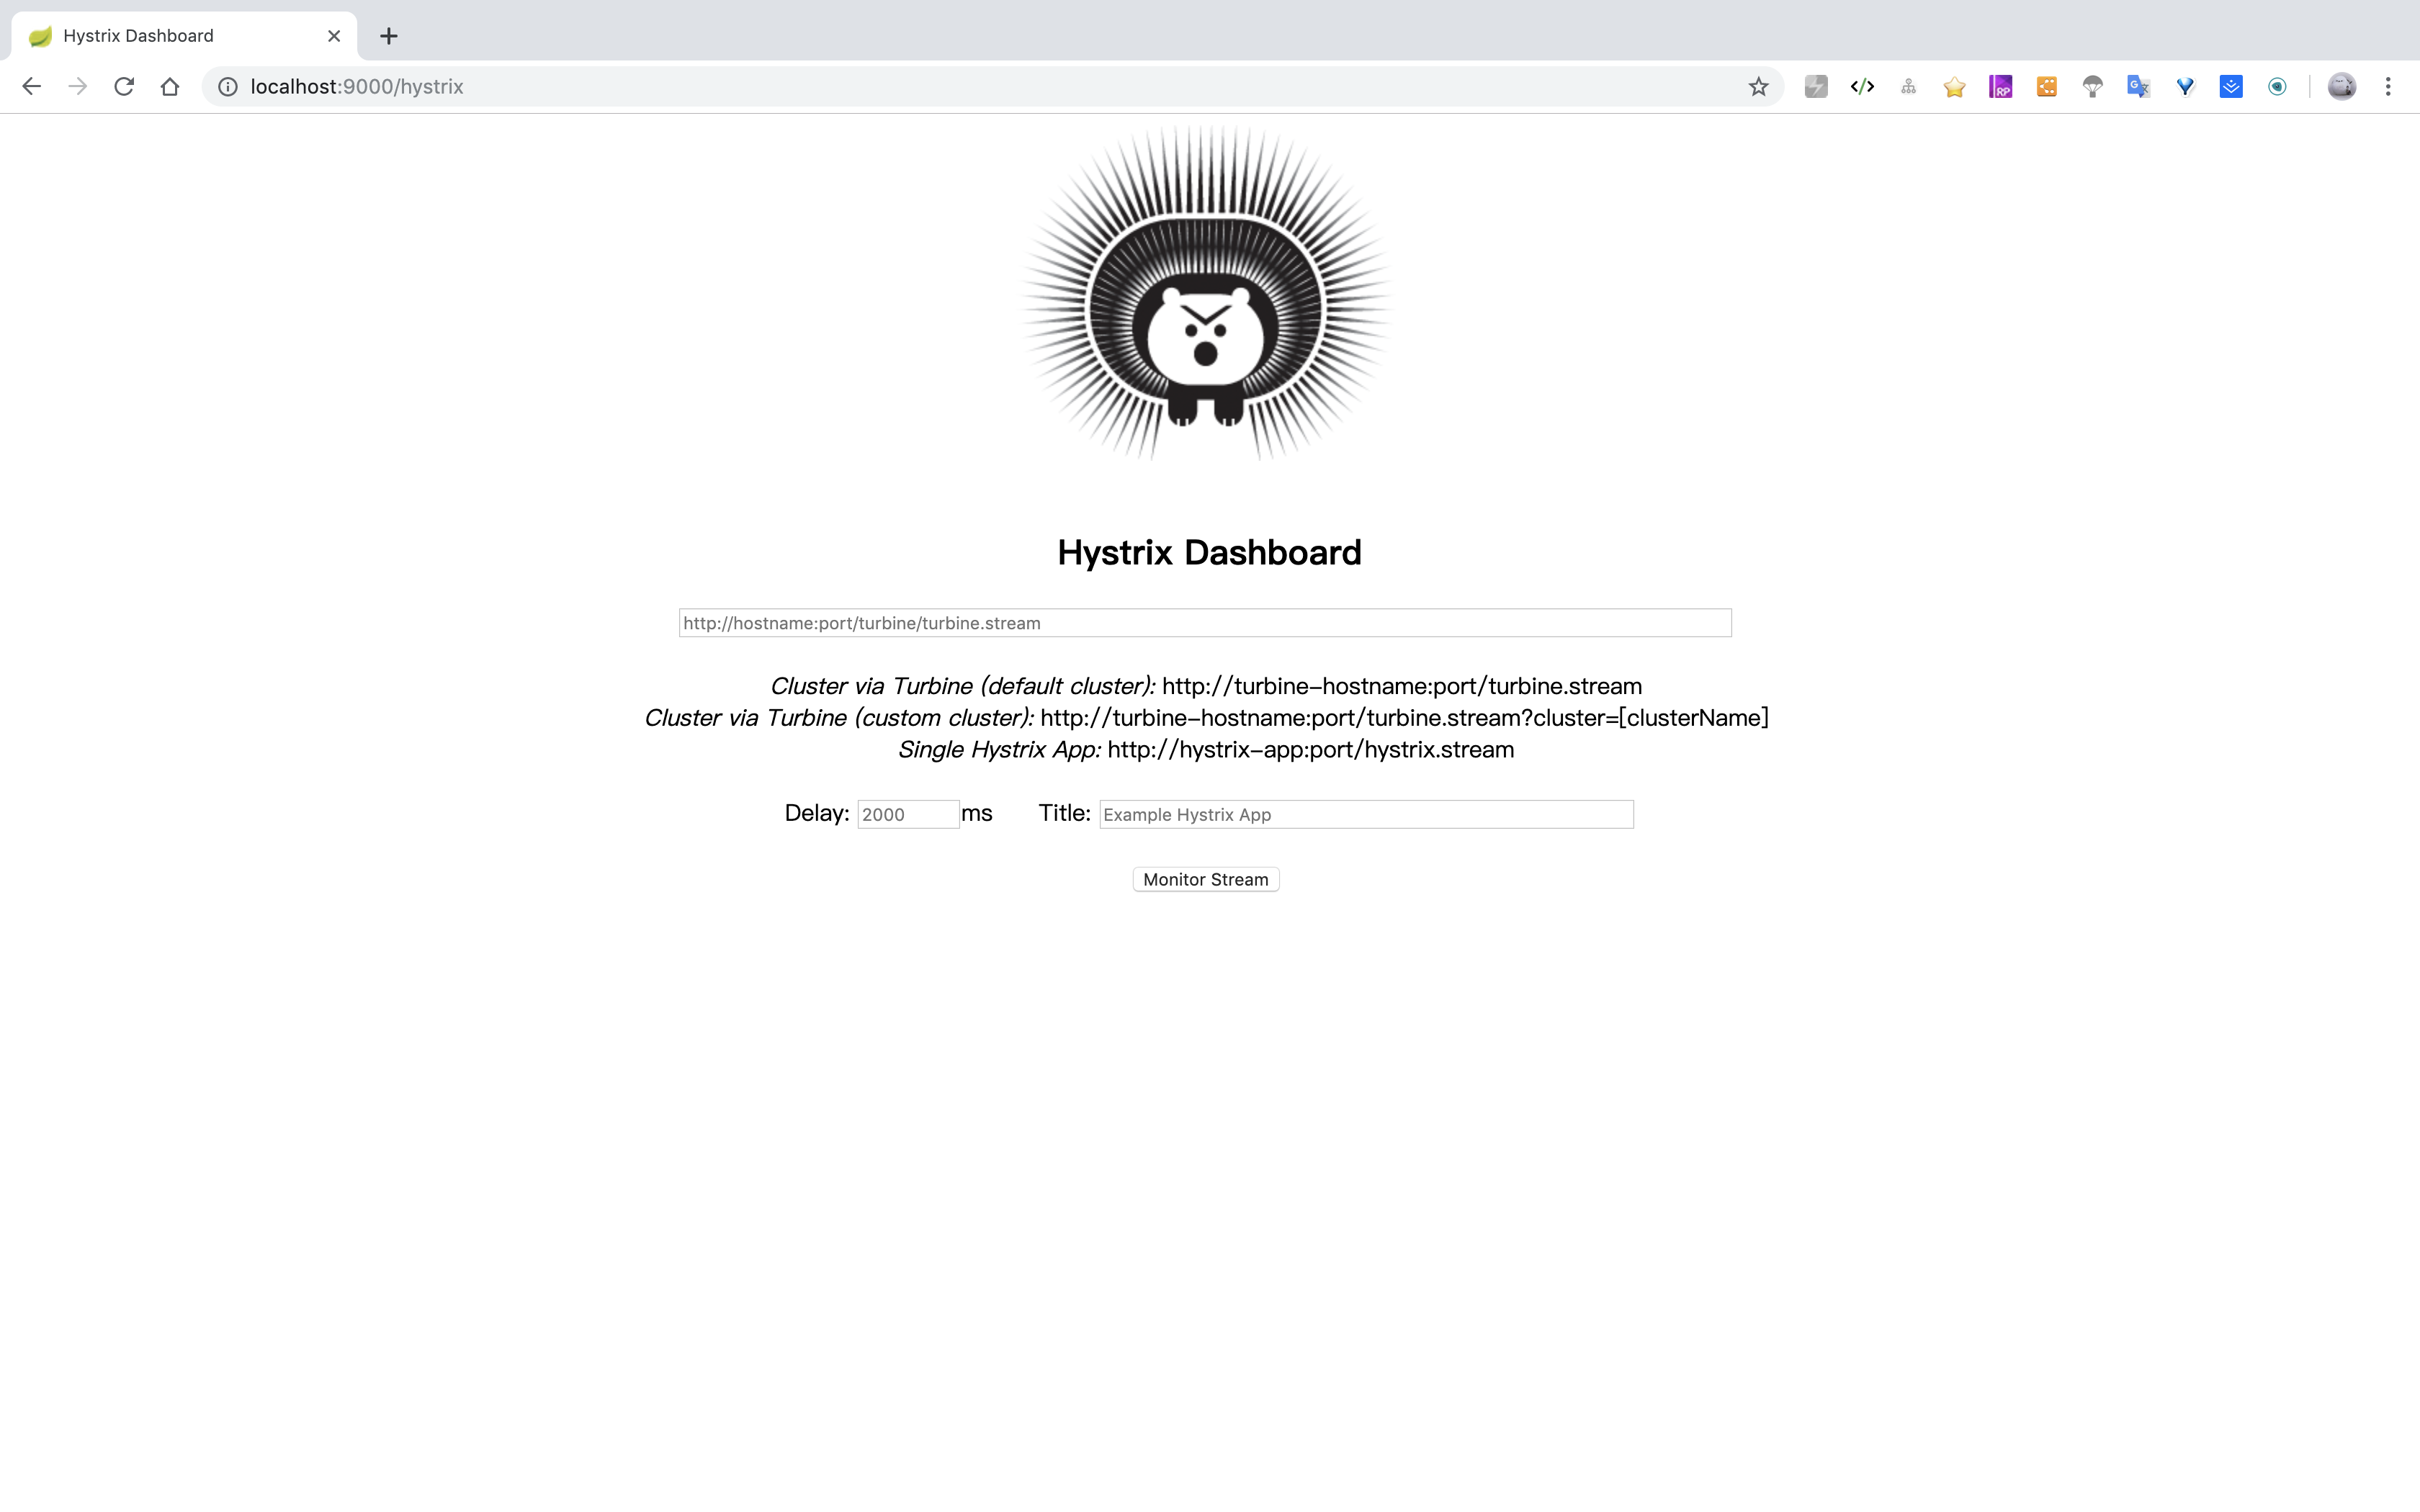 Hystrix Dashboard
localhost:9000/hystrix
RP
G
Hystrix Dashboard
http://hostname:port/turbine/turbine.stream
Cluster via Turbine (default cluster): http://turbine-hostname:port/turbine.stream
Cluster via Turbine (custom cluster): http://turbine-hostname:port/turbine.stream?cluster=[clusterName]
Single Hystrix App: http://hystrix-app:port/hystrix.stream
Delay: 2000 ms Title: Example Hystrix App
Monitor Stream